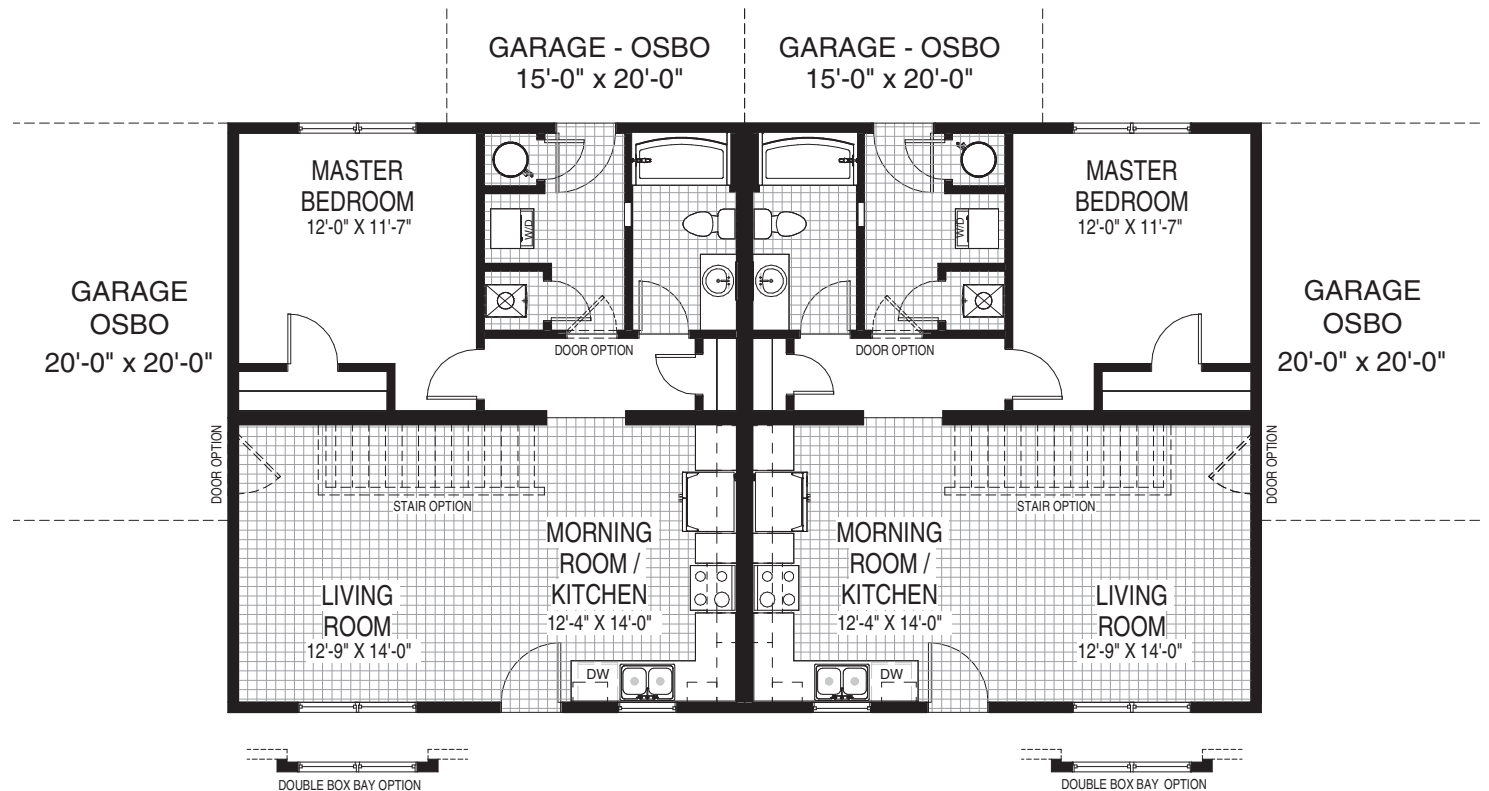 GARAGE - OSBO
15'-0" x 20'-0"
GARAGE - OSBO
15'-0" x 20'-0"
MASTER
BEDROOM
12'-0" X 11'-7"
W/D
W/D
MASTER
BEDROOM
12'-0" X 11'-7"
GARAGE
OSBO
20'-0" x 20'-0"
GARAGE
OSBO
20'-0" x 20'-0"
DOOR OPTION
DOOR OPTION
DOOR OPTION
DOOR OPTION
STAIR OPTION
STAIR OPTION
MORNING
ROOM /
KITCHEN
12'-4" X 14'-0"
MORNING
ROOM /
KITCHEN
12'-4" X 14'-0"
LIVING
ROOM
12'-9" X 14'-0"
LIVING
ROOM
12'-9" X 14'-0"
DW
DW
DOUBLE BOX BAY OPTION
DOUBLE BOX BAY OPTION